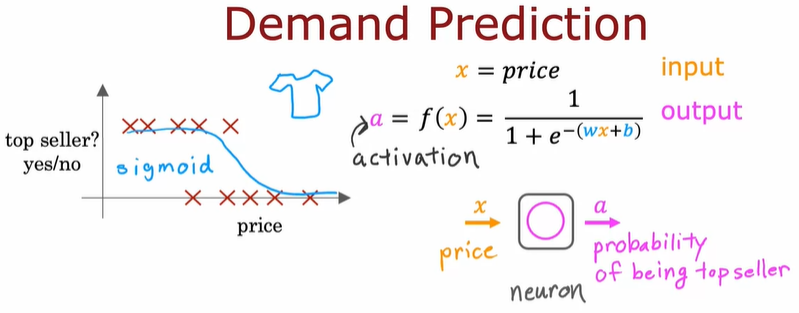 Demand Prediction
x = price
input
a = f(x) = 1 / 1 + e^−(wx+b)
output
activation
top seller?
yes/no
sigmoid
price
x
price
neuron
a
probability
of being top seller